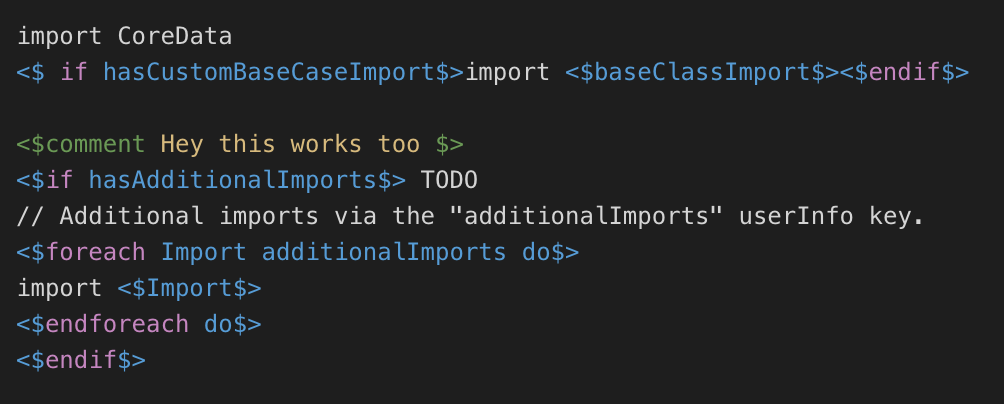 import CoreData
<$ if hasCustomBaseCaseImport$>import <$baseClassImport$><$endif$>
<$comment Hey this works too $>
<$if hasAdditionalImports$> TODO
// Additional imports via the "additionalImports" userInfo key.
<$foreach Import additionalImports do$>
import <$Import$>
<$endforeach do$>
<$endif$>